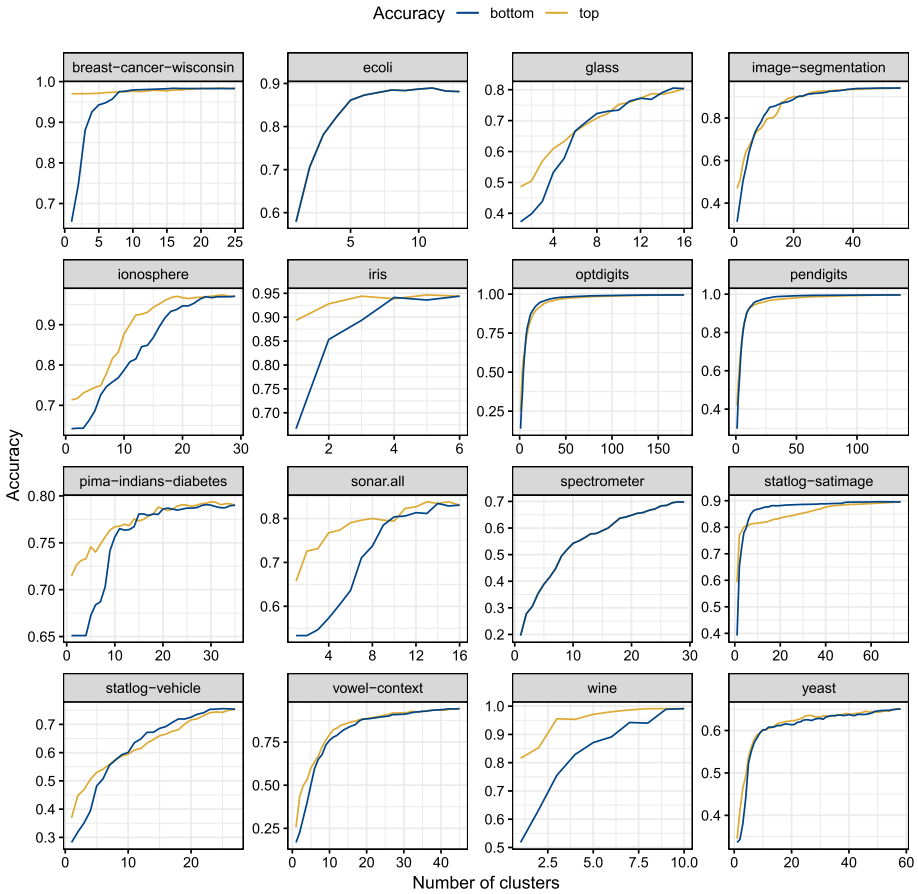 Accuracy bottom top
breast−cancer−wisconsin ecoli glass image−segmentation
1.0 0.9 0.8 0.7
0 5 10 15 20 25
0.9 0.8 0.7 0.6
5 10
0.8 0.7 0.6 0.5 0.4
4 8 12 16
0.8 0.6 0.4
0 20 40
ionosphere iris optdigits pendigits
0.9 0.8 0.7
0 10 20 30
0.95 0.90 0.85 0.80 0.75 0.70
2 4 6
1.00 0.75 0.50 0.25
0 50 100 150
1.0 0.8 0.6 0.4
0 50 100
Accuracy
pima−indians−diabetes sonar.all spectrometer statlog−satimage
0.80 0.75 0.70 0.65
0 10 20 30
0.8 0.7 0.6
4 8 12 16
0.7 0.6 0.5 0.4 0.3 0.2
0 10 20 30
0.9 0.8 0.7 0.6 0.5 0.4
0 20 40 60
statlog−vehicle vowel−context wine yeast
0.7 0.6 0.5 0.4 0.3
0 10 20
0.75 0.50 0.25
0 10 20 30 40
1.0 0.9 0.8 0.7 0.6 0.5
2.5 5.0 7.5 10.0
0.6 0.5 0.4
0 20 40 60
Number of clusters